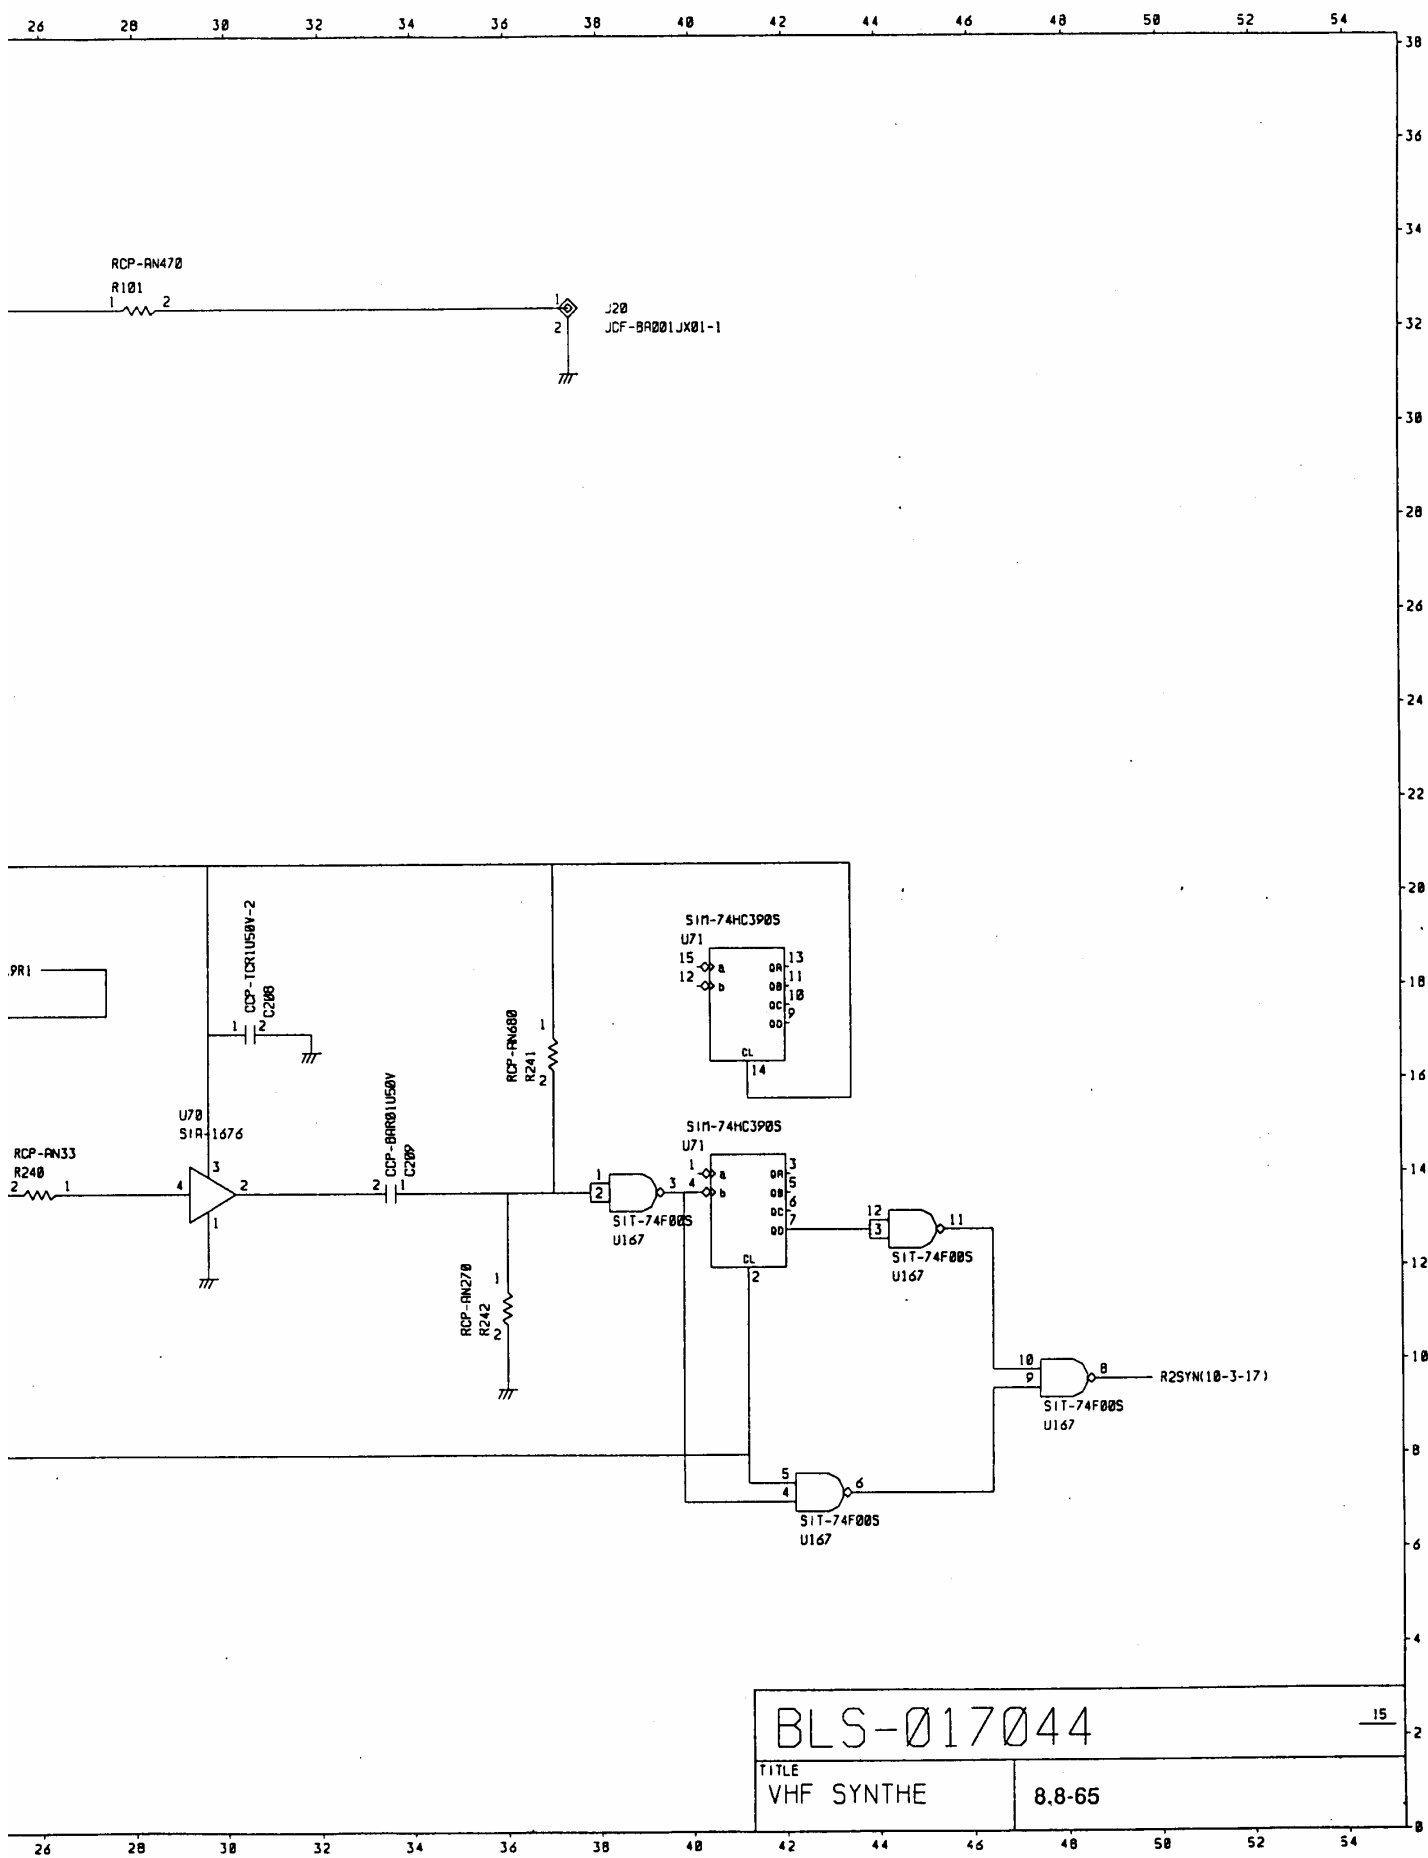 26 28 30 32 34 36 38 40 42 44 46 48 50 52 54
38
36
34
RCP-AN470
R101
1 2
1
2
J20
JCF-BA001JX01-1
32
30
28
26
24
22
20
SIM-74HC390S
U71
15 a QA 13
12 b QB 11
QC 10
QD 9
CL
14
CCP-TCR1U50V-2
C208
1 2
9R1
18
RCP-AN680
R241
1
2
16
U70
SIA-1676
4 3 2 1
CCP-BAR01U50V
C209
2 1
SIM-74HC390S
U71
1 a QA 3
4 b QB 5
QC 6
QD 7
CL
2
RCP-AN33
R240
2 1
14
1
2
3
SIT-74F00S
U167
12
3
11
SIT-74F00S
U167
12
RCP-AN270
R242
1
2
10
10
9
8
R2SYN(10-3-17)
SIT-74F00S
U167
8
5
4
6
SIT-74F00S
U167
6
4
BLS-017044
15
2
TITLE
VHF SYNTHE
8.8-65
0
26 28 30 32 34 36 38 40 42 44 46 48 50 52 54